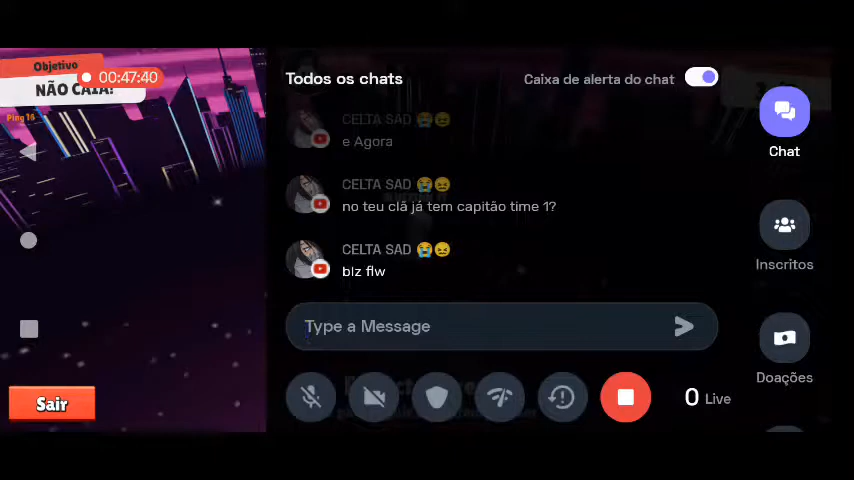 Objetivo
00:47:40
NÃO CAIA!
Ping 16
Sair
Todos os chats
Caixa de alerta do chat
CELTA SAD 😭😖
e Agora
CELTA SAD 😭😖
no teu clã já tem capitão time 1?
CELTA SAD 😭😖
blz flw
Type a Message
0 Live
Chat
Inscritos
Doações